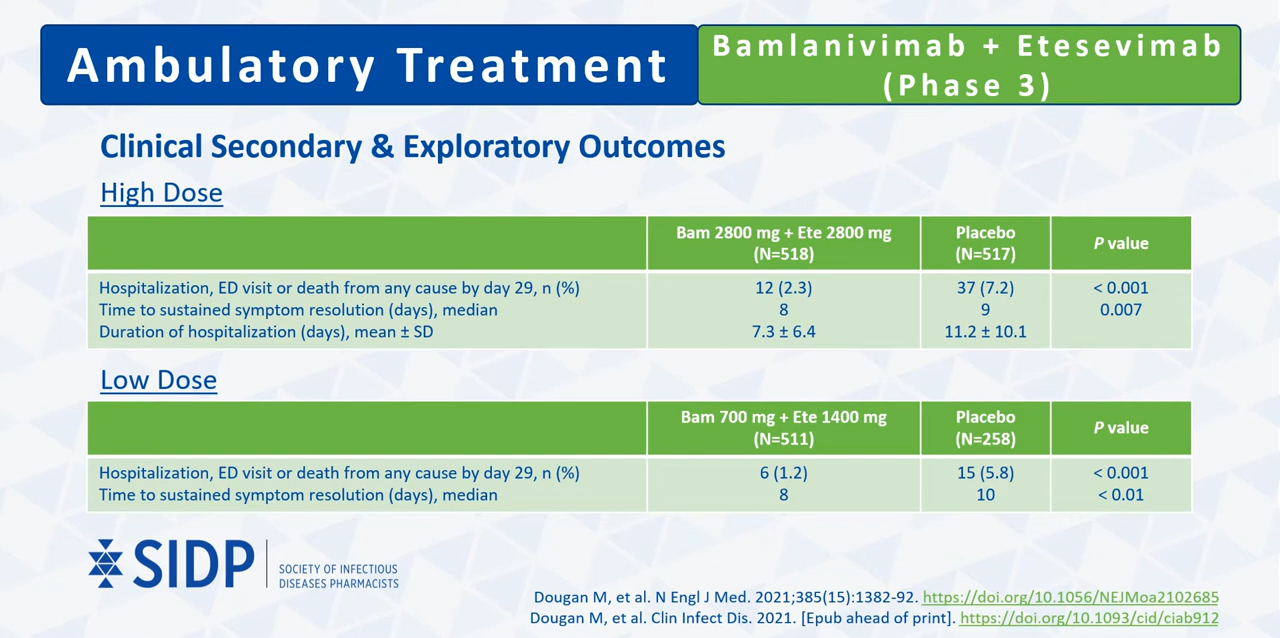 Ambulatory Treatment
Bamlanivimab + Etesevimab
(Phase 3)
Clinical Secondary & Exploratory Outcomes
High Dose
Bam 2800 mg + Ete 2800 mg
(N=518)
Placebo
(N=517)
P value
Hospitalization, ED visit or death from any cause by day 29, n (%) 12 (2.3) 37 (7.2) < 0.001
Time to sustained symptom resolution (days), median 8 9 0.007
Duration of hospitalization (days), mean ± SD 7.3 ± 6.4 11.2 ± 10.1
Low Dose
Bam 700 mg + Ete 1400 mg
(N=511)
Placebo
(N=258)
P value
Hospitalization, ED visit or death from any cause by day 29, n (%) 6 (1.2) 15 (5.8) < 0.001
Time to sustained symptom resolution (days), median 8 10 < 0.01
SIDP
SOCIETY OF INFECTIOUS
DISEASES PHARMACISTS
Dougan M, et al. N Engl J Med. 2021;385(15):1382-92. https://doi.org/10.1056/NEJMoa2102685
Dougan M, et al. Clin Infect Dis. 2021. [Epub ahead of print]. https://doi.org/10.1093/cid/ciab912